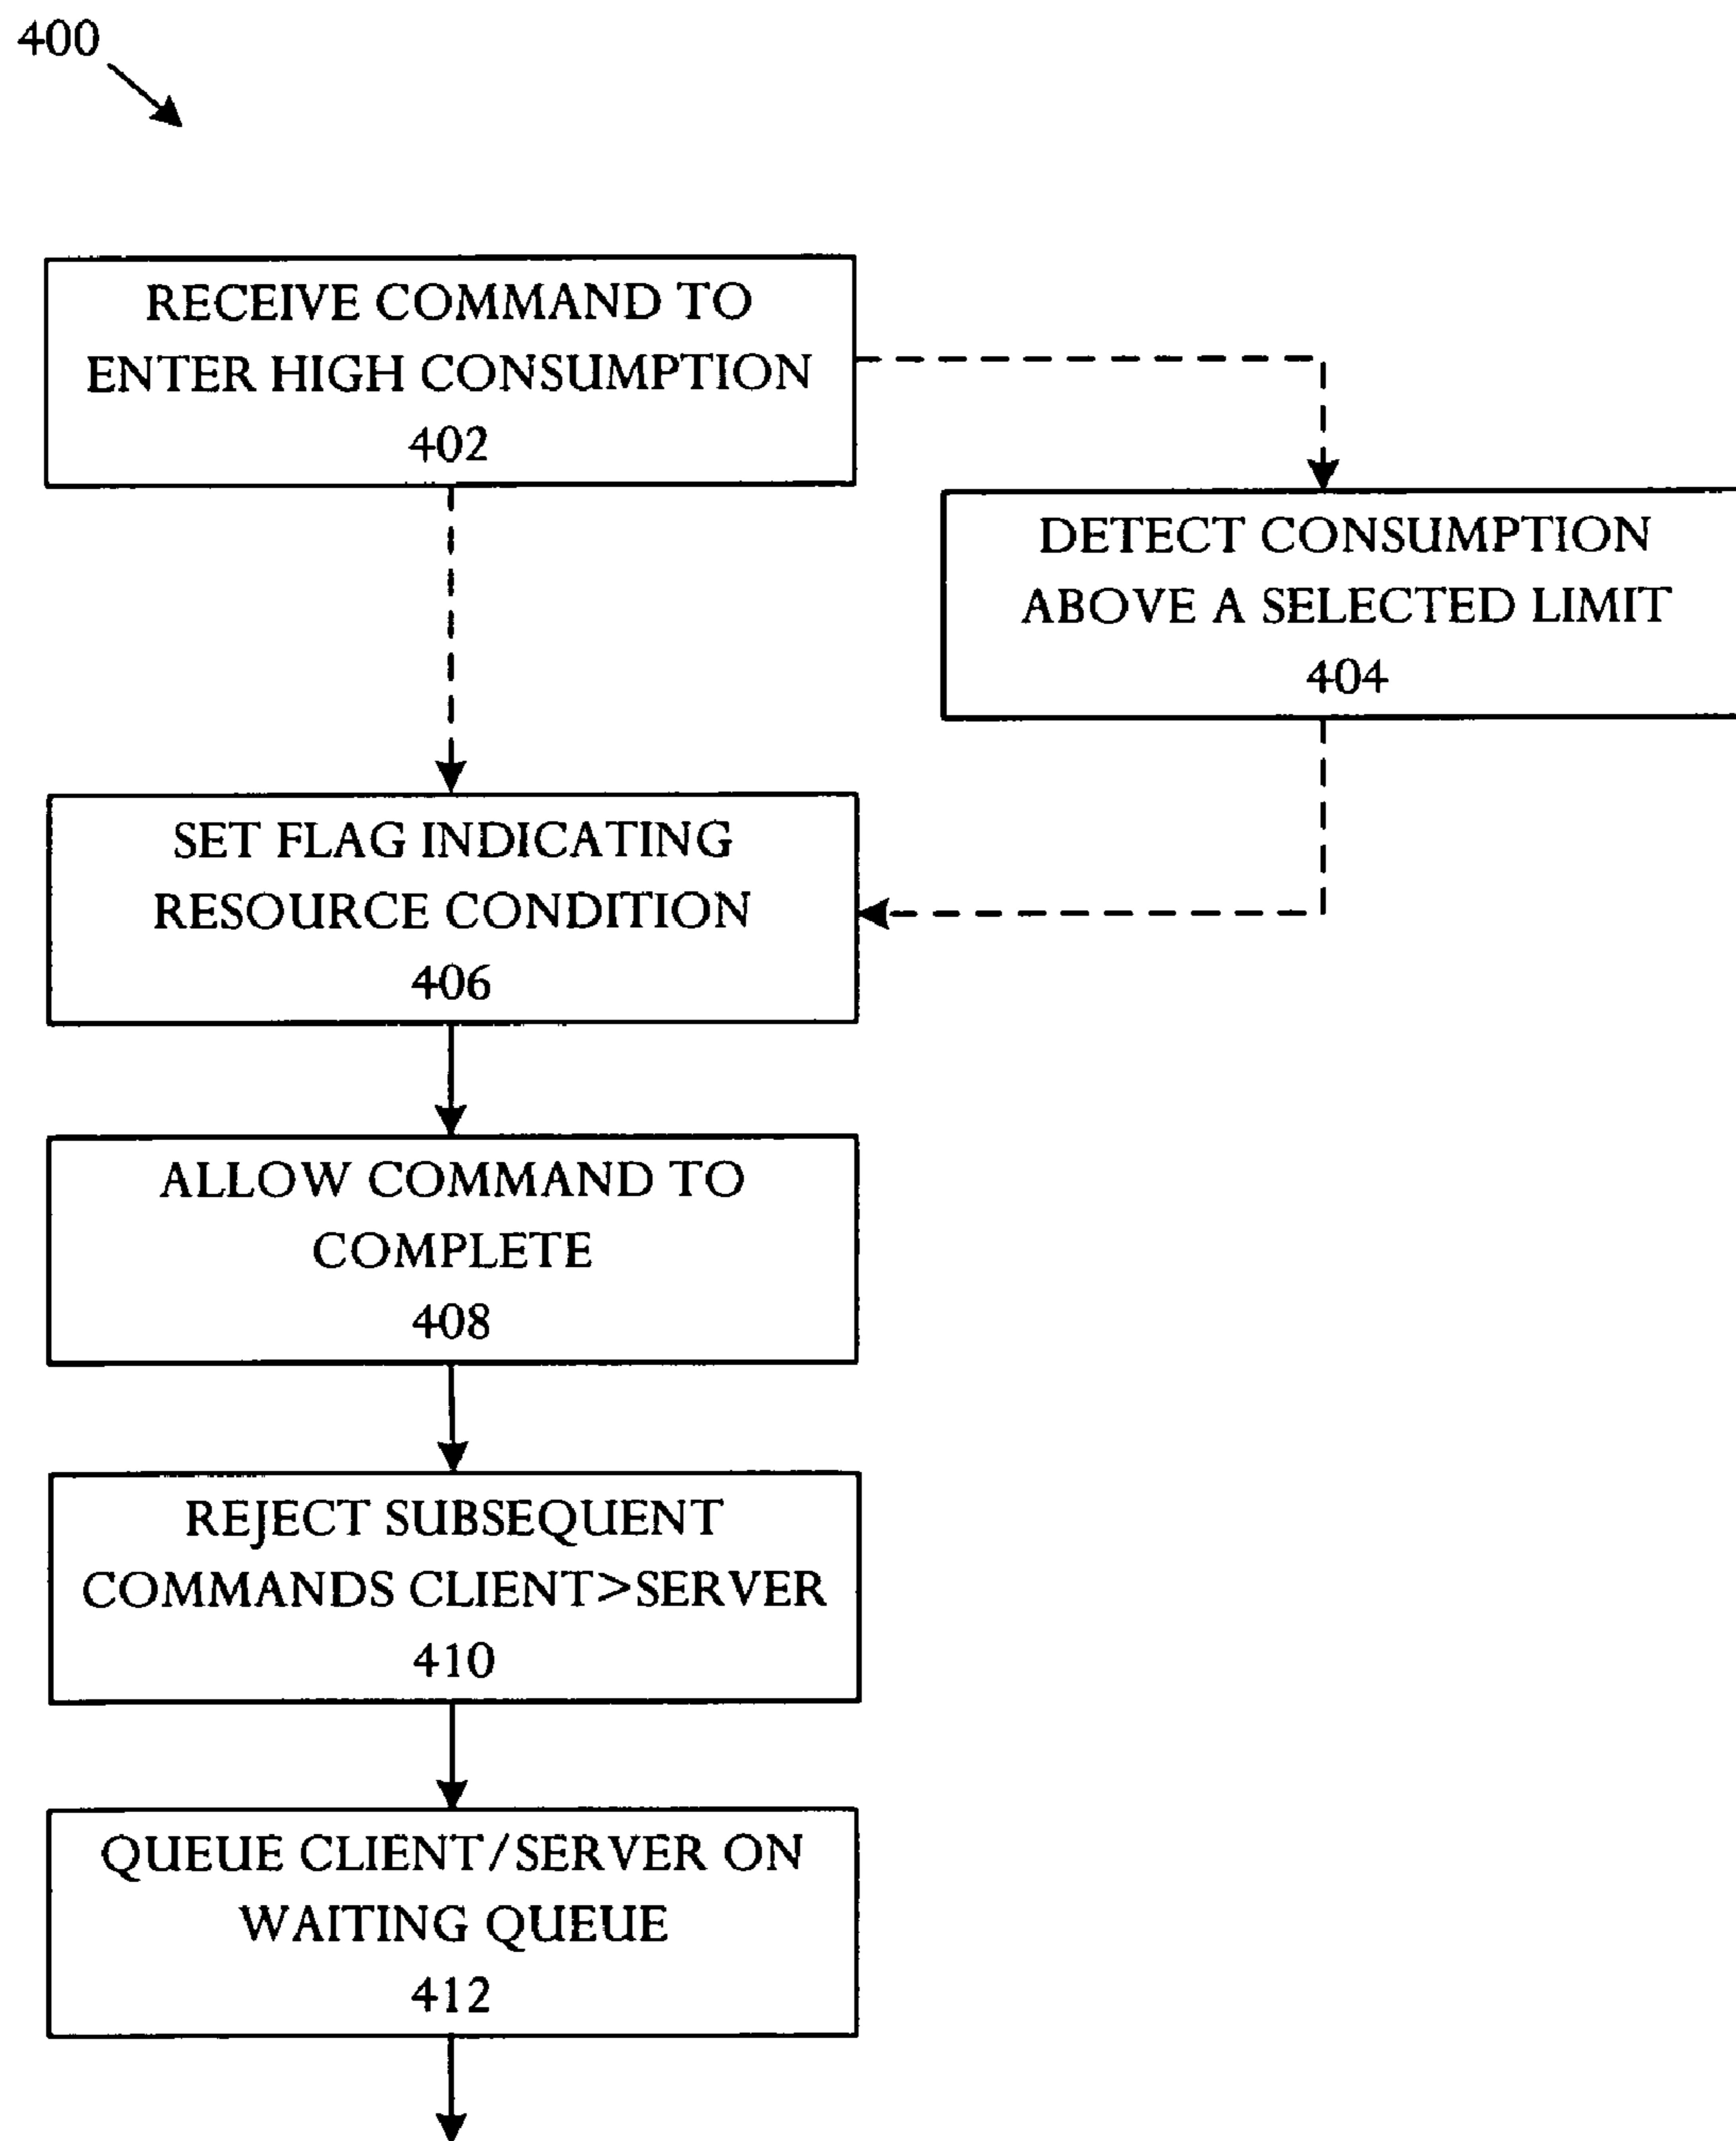 400
RECEIVE COMMAND TO
ENTER HIGH CONSUMPTION
402
DETECT CONSUMPTION
ABOVE A SELECTED LIMIT
404
SET FLAG INDICATING
RESOURCE CONDITION
406
ALLOW COMMAND TO
COMPLETE
408
REJECT SUBSEQUENT
COMMANDS CLIENT>SERVER
410
QUEUE CLIENT/SERVER ON
WAITING QUEUE
412